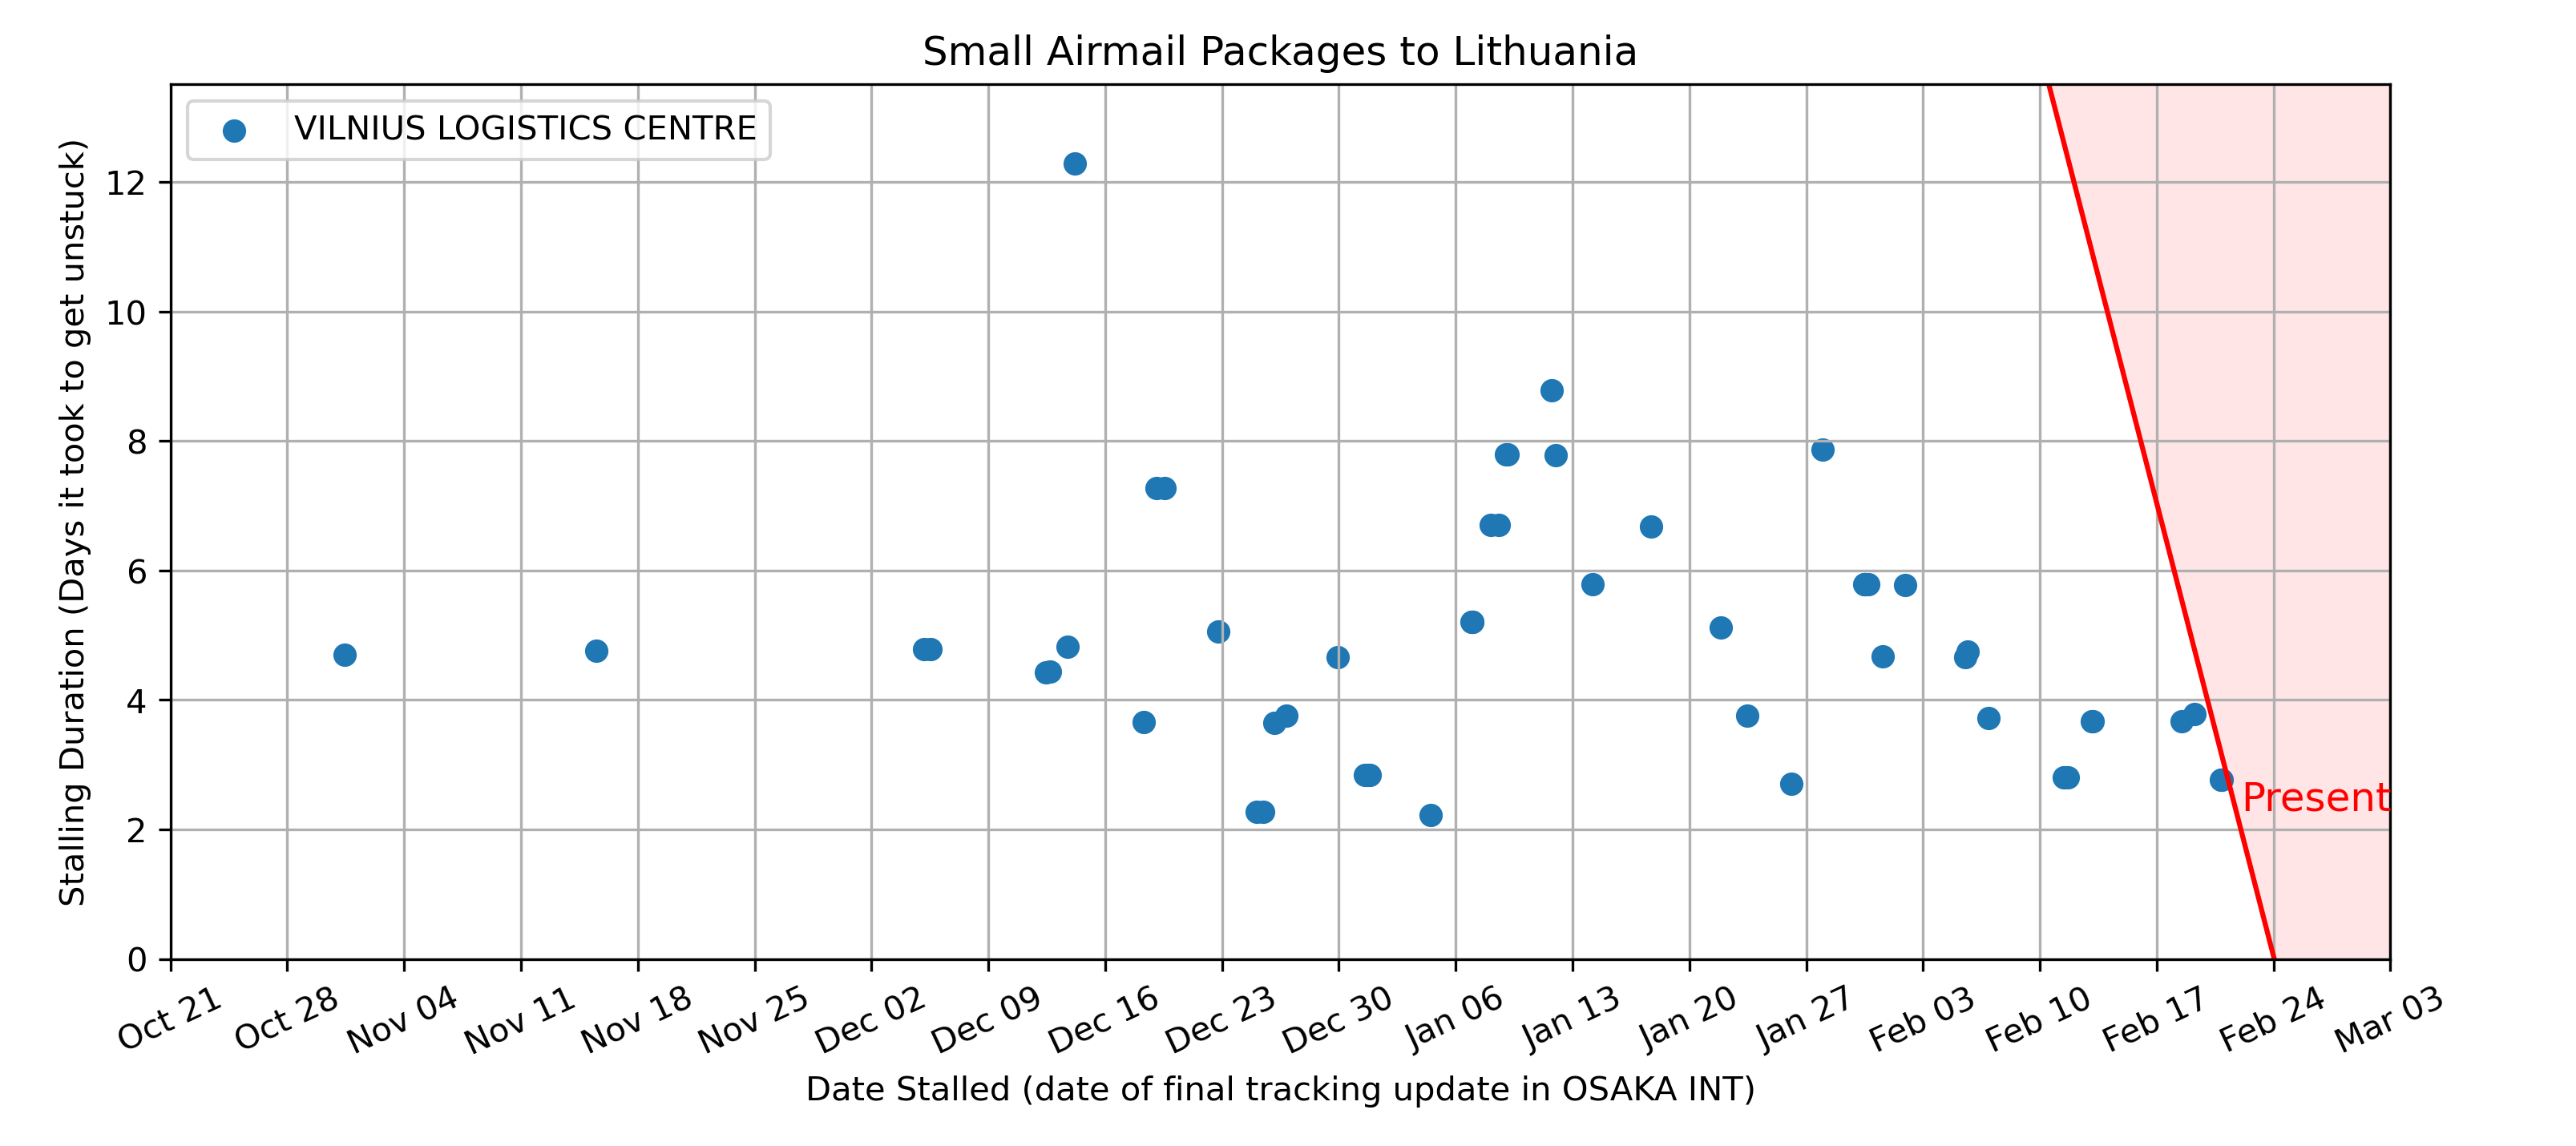 Small Airmail Packages to Lithuania
VILNIUS LOGISTICS CENTRE
Stalling Duration (Days it took to get unstuck)
12
10
8
6
4
2
0
Present
Oct 21
Oct 28
Nov 04
Nov 11
Nov 18
Nov 25
Dec 02
Dec 09
Dec 16
Dec 23
Dec 30
Jan 06
Jan 13
Jan 20
Jan 27
Feb 03
Feb 10
Feb 17
Feb 24
Mar 03
Date Stalled (date of final tracking update in OSAKA INT)